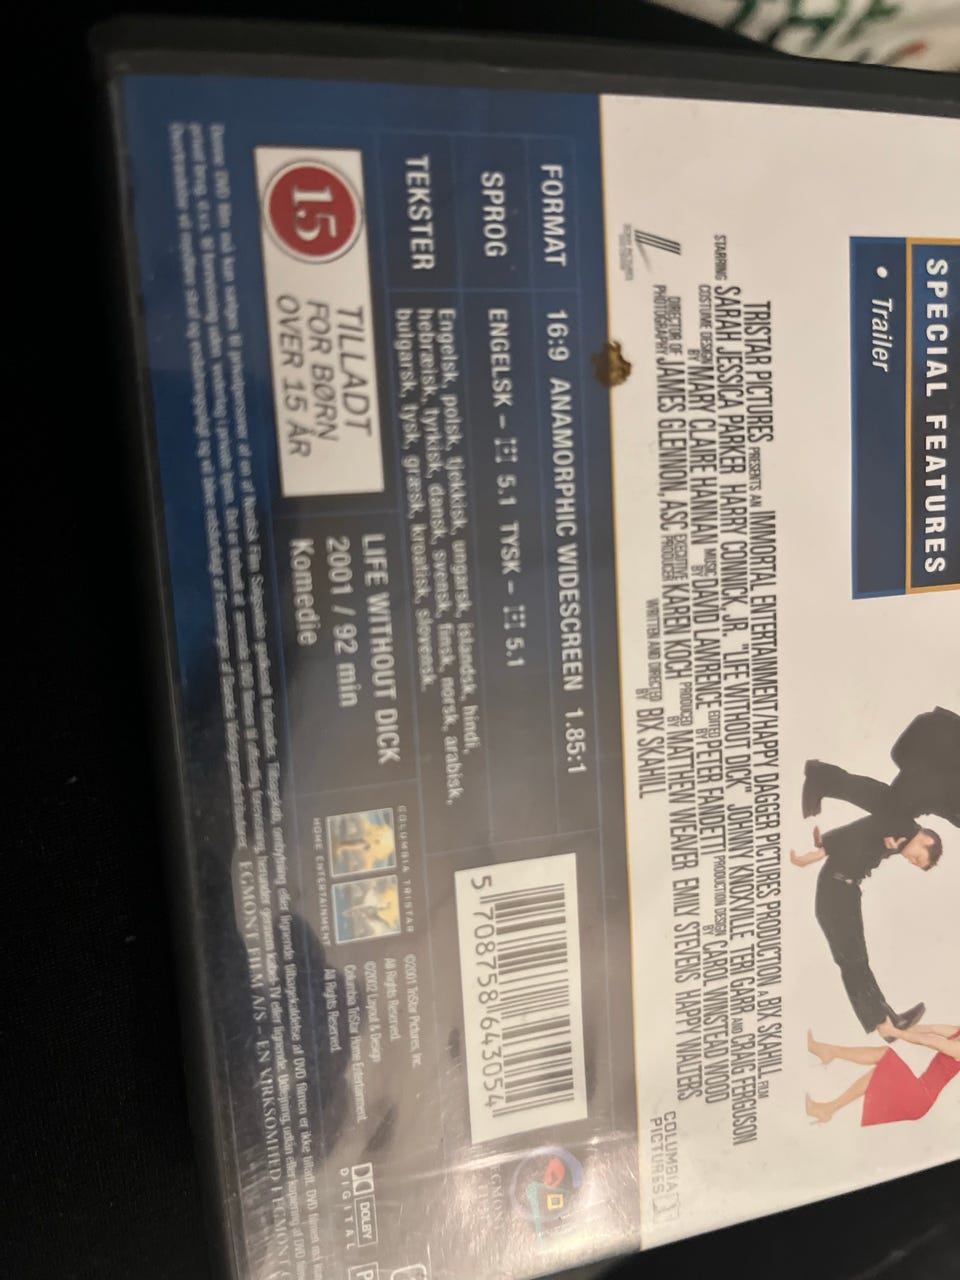 SPECIAL FEATURES
• Trailer
TRISTAR PICTURES PRESENTS AN IMMORTAL ENTERTAINMENT/HAPPY DAGGER PICTURES PRODUCTION A BIX SKAHILL FILM
STARRING SARAH JESSICA PARKER HARRY CONNICK, JR. "LIFE WITHOUT DICK" JOHNNY KNOXVILLE TERI GARR AND CRAIG FERGUSON
COSTUME DESIGN BY MARY CLAIRE HANNAN MUSIC BY DAVID LAWRENCE EDITED BY PETER FANDETTI PRODUCTION DESIGN BY CAROL WINSTEAD WOOD
DIRECTOR OF PHOTOGRAPHY JAMES GLENNON, ASC EXECUTIVE PRODUCER KAREN KOCH PRODUCED BY MATTHEW WEAVER EMILY STEVENS HAPPY WALTERS
WRITTEN AND DIRECTED BY BIX SKAHILL
COLUMBIA
PICTURES
FORMAT 16:9 ANAMORPHIC WIDESCREEN 1.85:1
SPROG ENGELSK – 5.1 TYSK – 5.1
TEKSTER Engelsk, polsk, tjekkisk, ungarsk, islandsk, hindi,
hebræisk, tyrkisk, dansk, svensk, finsk, norsk, arabisk,
bulgarsk, tysk, græsk, kroatisk, slovensk.
15
TILLADT
FOR BØRN
OVER 15 ÅR
LIFE WITHOUT DICK
2001 / 92 min
Komedie
COLUMBIA TRISTAR
HOME ENTERTAINMENT
©2001 TriStar Pictures, Inc.
All Rights Reserved.
©2002 Layout & Design
Columbia TriStar Home Entertainment.
All Rights Reserved.
5 708758 643054
EGMONT
FILM
DOLBY
DIGITAL
EGMONT FILM A/S – EN VIRKSOMHED I EGMONT